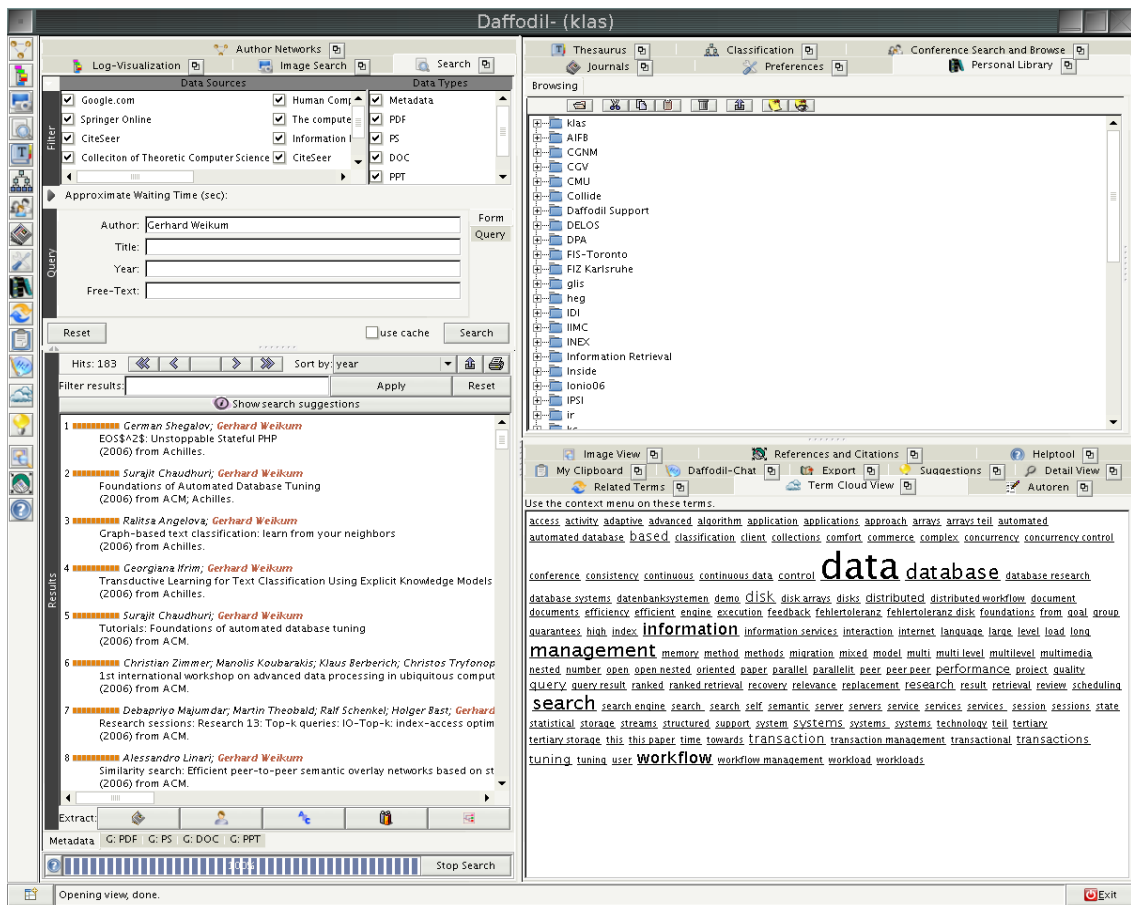 Daffodil- (klas)
Author Networks
Log-Visualization Image Search Search
Data Sources Data Types
Filter
Google.com Human Comp Metadata
Springer Online The compute PDF
CiteSeer Information PS
Colleciton of Theoretic Computer Science CiteSeer DOC
PPT
Approximate Waiting Time (sec):
Query
Author: Gerhard Weikum
Title:
Year:
Free-Text:
Form
Query
Reset use cache Search
Hits: 183 Sort by: year
Filter results: Apply Reset
Show search suggestions
Results
1 German Shegalov; Gerhard Weikum
EOS$^2$: Unstoppable Stateful PHP
(2006) from Achilles.
2 Surajit Chaudhuri; Gerhard Weikum
Foundations of Automated Database Tuning
(2006) from ACM; Achilles.
3 Ralitsa Angelova; Gerhard Weikum
Graph-based text classification: learn from your neighbors
(2006) from Achilles.
4 Georgiana Ifrim; Gerhard Weikum
Transductive Learning for Text Classification Using Explicit Knowledge Models
(2006) from Achilles.
5 Surajit Chaudhuri; Gerhard Weikum
Tutorials: Foundations of automated database tuning
(2006) from ACM.
6 Christian Zimmer; Manolis Koubarakis; Klaus Berberich; Christos Tryfonop
1st international workshop on advanced data processing in ubiquitous comput
(2006) from ACM.
7 Debapriyo Majumdar; Martin Theobald; Ralf Schenkel; Holger Bast; Gerhard
Research sessions: Research 13: Top-k queries: IO-Top-k: index-access optim
(2006) from ACM.
8 Alessandro Linari; Gerhard Weikum
Similarity search: Efficient peer-to-peer semantic overlay networks based on st
(2006) from ACM.
Extract:
Metadata G: PDF G: PS G: DOC G: PPT
100% Stop Search
Opening view, done.
Thesaurus Classification Conference Search and Browse
Journals Preferences Personal Library
Browsing
klas
AIFB
CGNM
CGV
CMU
Collide
Daffodil Support
DELOS
DPA
FIS-Toronto
FIZ Karlsruhe
glis
heg
IDI
IIMC
INEX
Information Retrieval
Inside
Ionio06
IPSI
ir
Image View References and Citations Helptool
My Clipboard Daffodil-Chat Export Suggestions Detail View
Related Terms Term Cloud View Autoren
Use the context menu on these terms.
access activity adaptive advanced algorithm application applications approach arrays arrays teil automated
automated database based classification client collections comfort commerce complex concurrency concurrency control
conference consistency continuous continuous data control data database database research
database systems datenbanksystemen demo disk disk arrays disks distributed distributed workflow document
documents efficiency efficient engine execution feedback fehlertoleranz fehlertoleranz disk foundations from goal group
guarantees high index information information services interaction internet language large level load long
management memory method methods migration mixed model multi multi level multilevel multimedia
nested number open open nested oriented paper parallel parallelit peer peer peer performance project quality
query query result ranked ranked retrieval recovery relevance replacement research result retrieval review scheduling
search search engine search, search self semantic server servers service services services, session sessions state
statistical storage streams structured support system systems systems, systems technology teil tertiary
tertiary storage this this paper time towards transaction transaction management transactional transactions
tuning tuning user workflow workflow management workload workloads
Exit